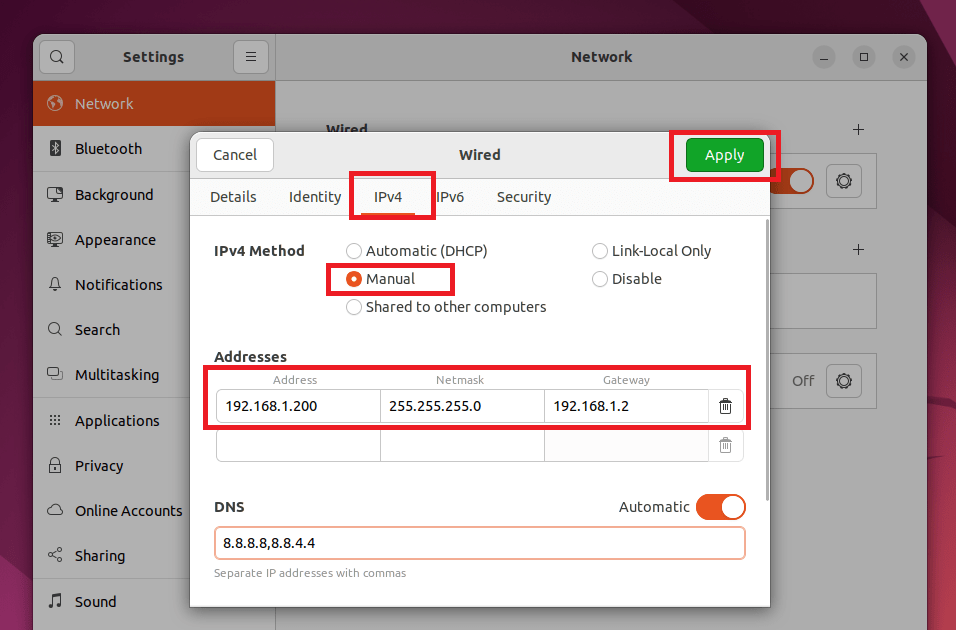 Settings
Network
Network
Bluetooth
Background
Appearance
Notifications
Search
Multitasking
Applications
Privacy
Online Accounts
Sharing
Sound
Wired
Off
Cancel
Wired
Apply
Details
Identity
IPv4
IPv6
Security
IPv4 Method
Automatic (DHCP)
Link-Local Only
Manual
Disable
Shared to other computers
Addresses
Address
Netmask
Gateway
192.168.1.200
255.255.255.0
192.168.1.2
DNS
Automatic
8.8.8.8,8.8.4.4
Separate IP addresses with commas